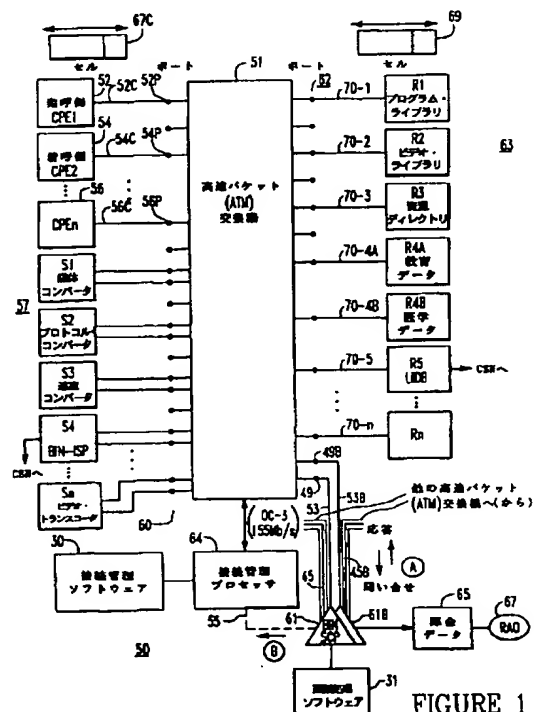 67C
セル
ポート
51
ポート
69
セル
52
発呼側
CPE1
52C
52P
54
着呼側
CPE2
54C
54P
56
CPEn
56C
56P
57
S1
媒体
コンバータ
S2
プロトコル
コンバータ
S3
速度
コンバータ
S4
BIN-ISP
CSNへ
Sn
ビデオ・
トランスコーダ
60
高速パケット
(ATM)
交換器
62
70-1
R1
プログラム・
ライブラリ
63
70-2
R2
ビデオ・
ライブラリ
70-3
R3
資源
ディレクトリ
70-4A
R4A
教育
データ
70-4B
R4B
医学
データ
70-5
R5
UIDB
CSNへ
70-n
Rn
49B
49
53
53B
他の高速パケット
(ATM)交換器へ(から)
(OC-3
155Mb/s)
応答
A
問い合せ
65
45B
30
接続管理
ソフトウェア
64
接続管理
プロセッサ
55
61
61B
B
65
課金
データ
67
RAO
50
ソフトウェア
31
FIGURE 1